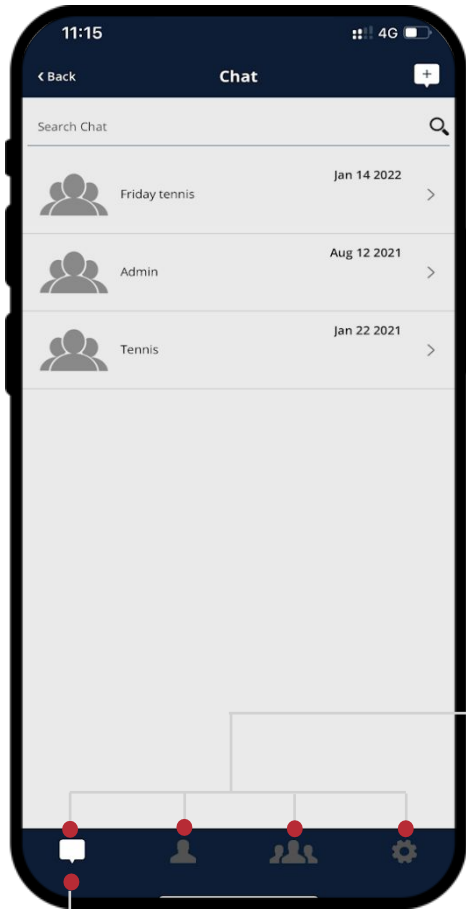 11:15
4G
Back
Chat
Search Chat
Jan 14 2022
Friday tennis
Aug 12 2021
Admin
Jan 22 2021
Tennis